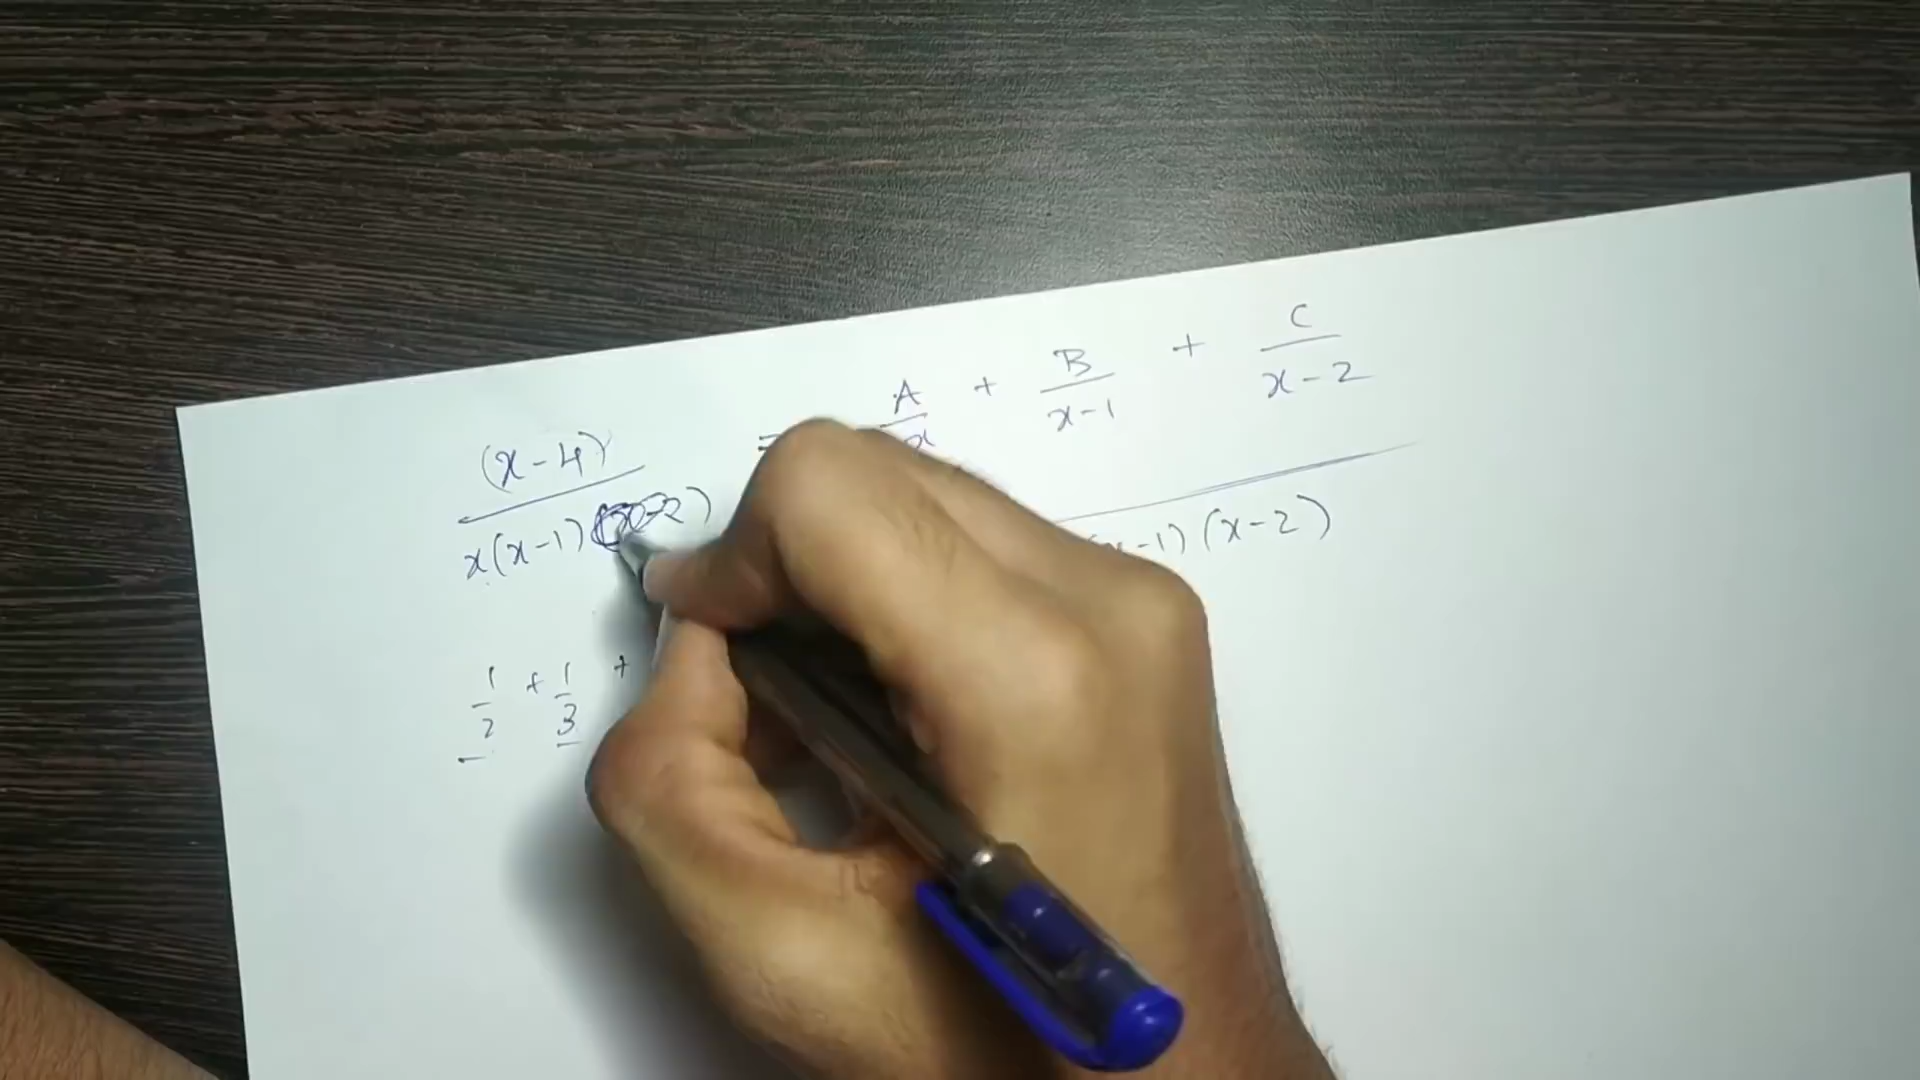 (x-4) = A + B + C
x(x-1)(x-2) x x-1 x-2
x-1)(x-2)
1 + 1 +
2 3